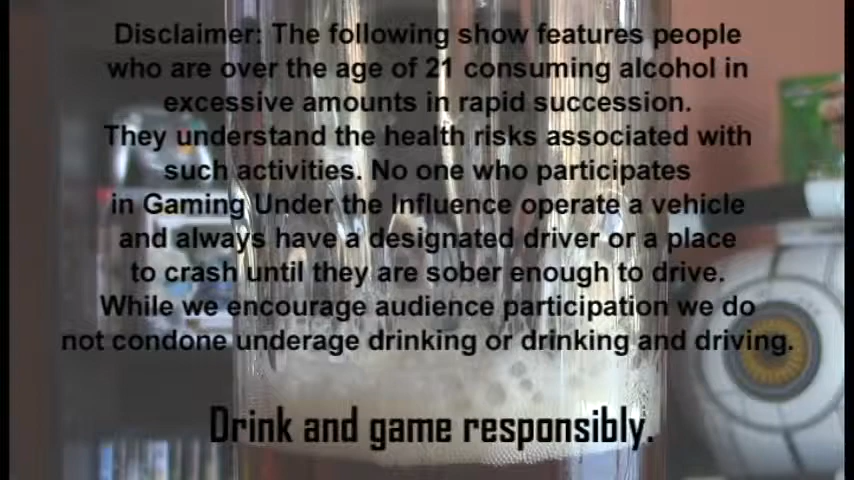 Disclaimer: The following show features people
who are over the age of 21 consuming alcohol in
excessive amounts in rapid succession.
They understand the health risks associated with
such activities. No one who participates
in Gaming Under the Influence operate a vehicle
and always have a designated driver or a place
to crash until they are sober enough to drive.
While we encourage audience participation we do
not condone underage drinking or drinking and driving.
Drink and game responsibly.